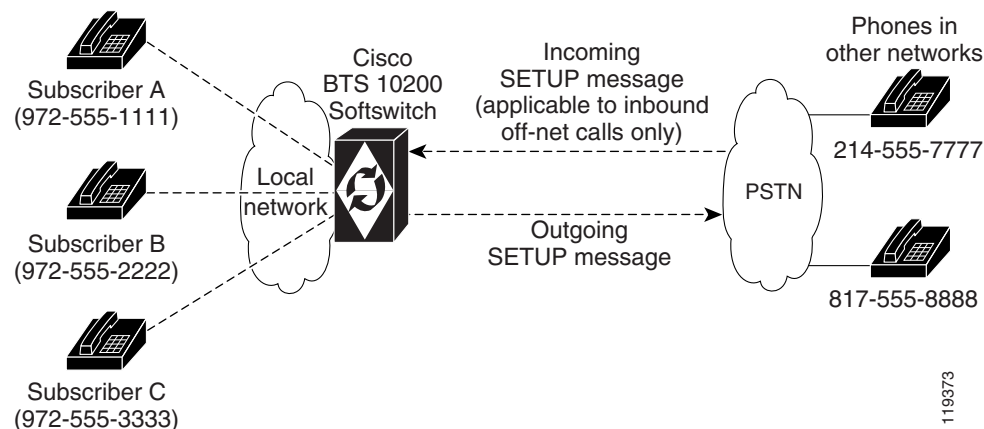 Subscriber A
(972-555-1111)
Subscriber B
(972-555-2222)
Subscriber C
(972-555-3333)
Local
network
Cisco
BTS 10200
Softswitch
Incoming
SETUP message
(applicable to inbound
off-net calls only)
Outgoing
SETUP message
PSTN
Phones in
other networks
214-555-7777
817-555-8888
119373